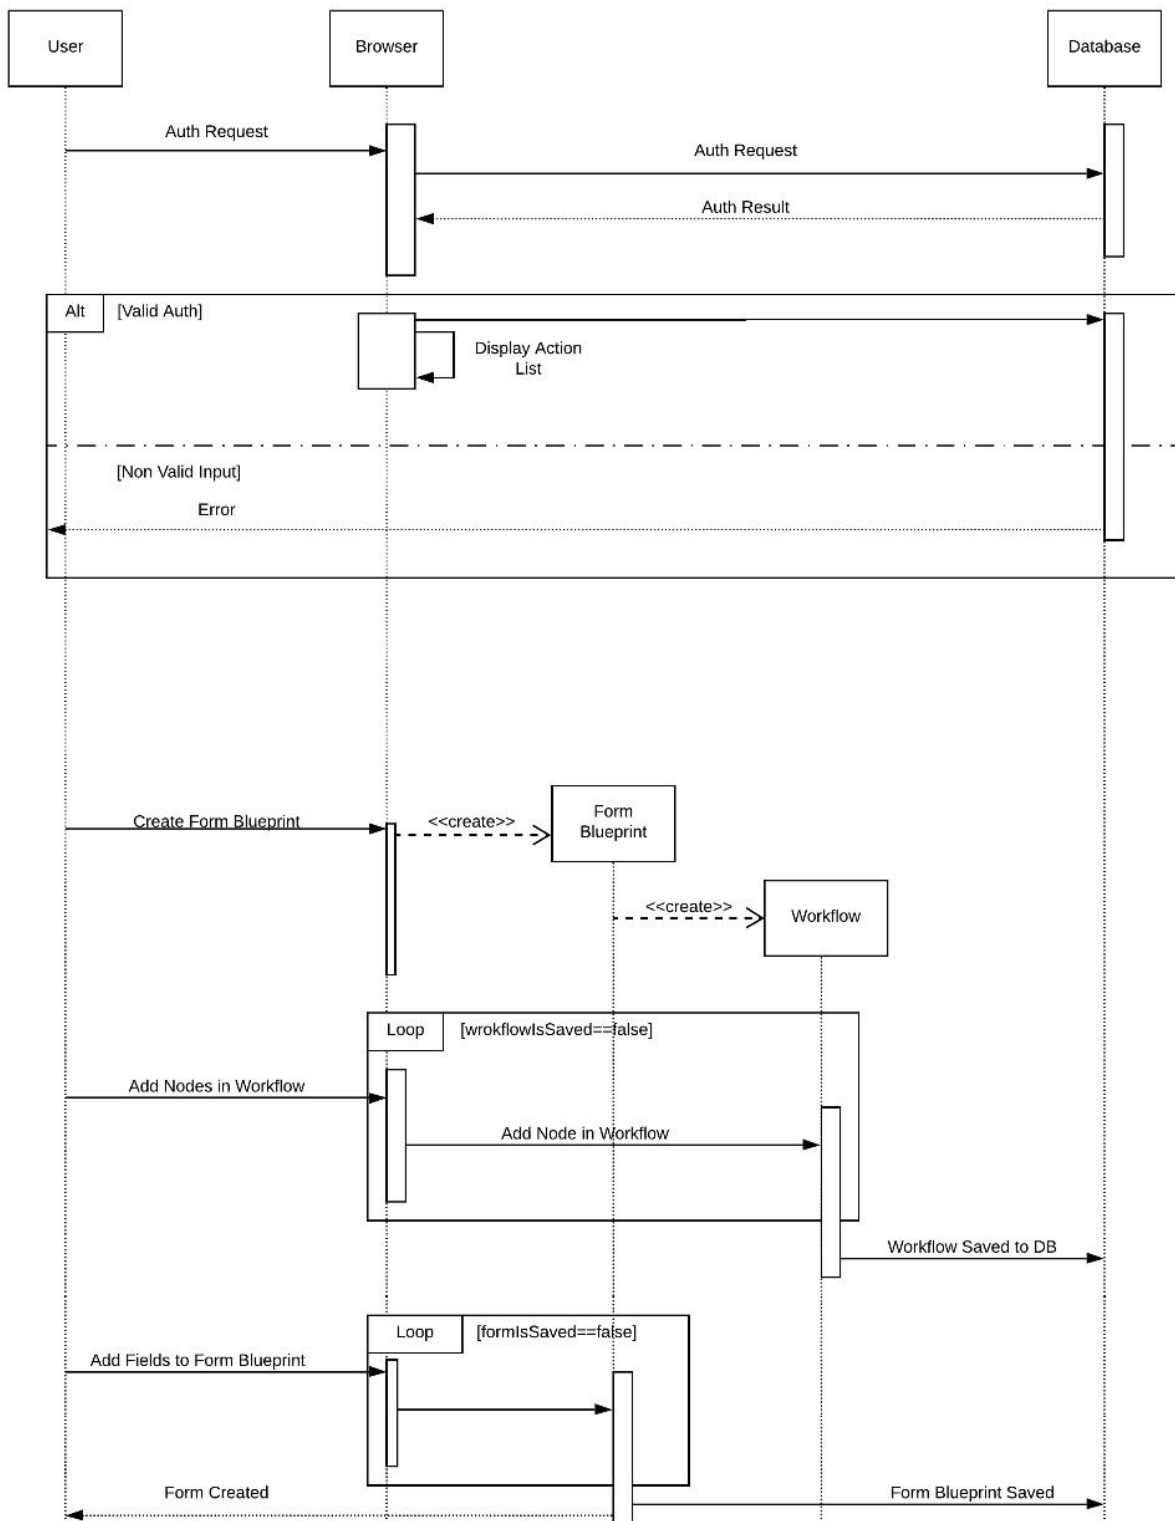 User
Browser
Database
Auth Request
Auth Request
Auth Result
Alt
[Valid Auth]
Display Action
List
[Non Valid Input]
Error
Form
Blueprint
Create Form Blueprint
<<create>>
<<create>>
Workflow
Loop
[wrokflowIsSaved==false]
Add Nodes in Workflow
Add Node in Workflow
Workflow Saved to DB
Loop
[formIsSaved==false]
Add Fields to Form Blueprint
Form Created
Form Blueprint Saved